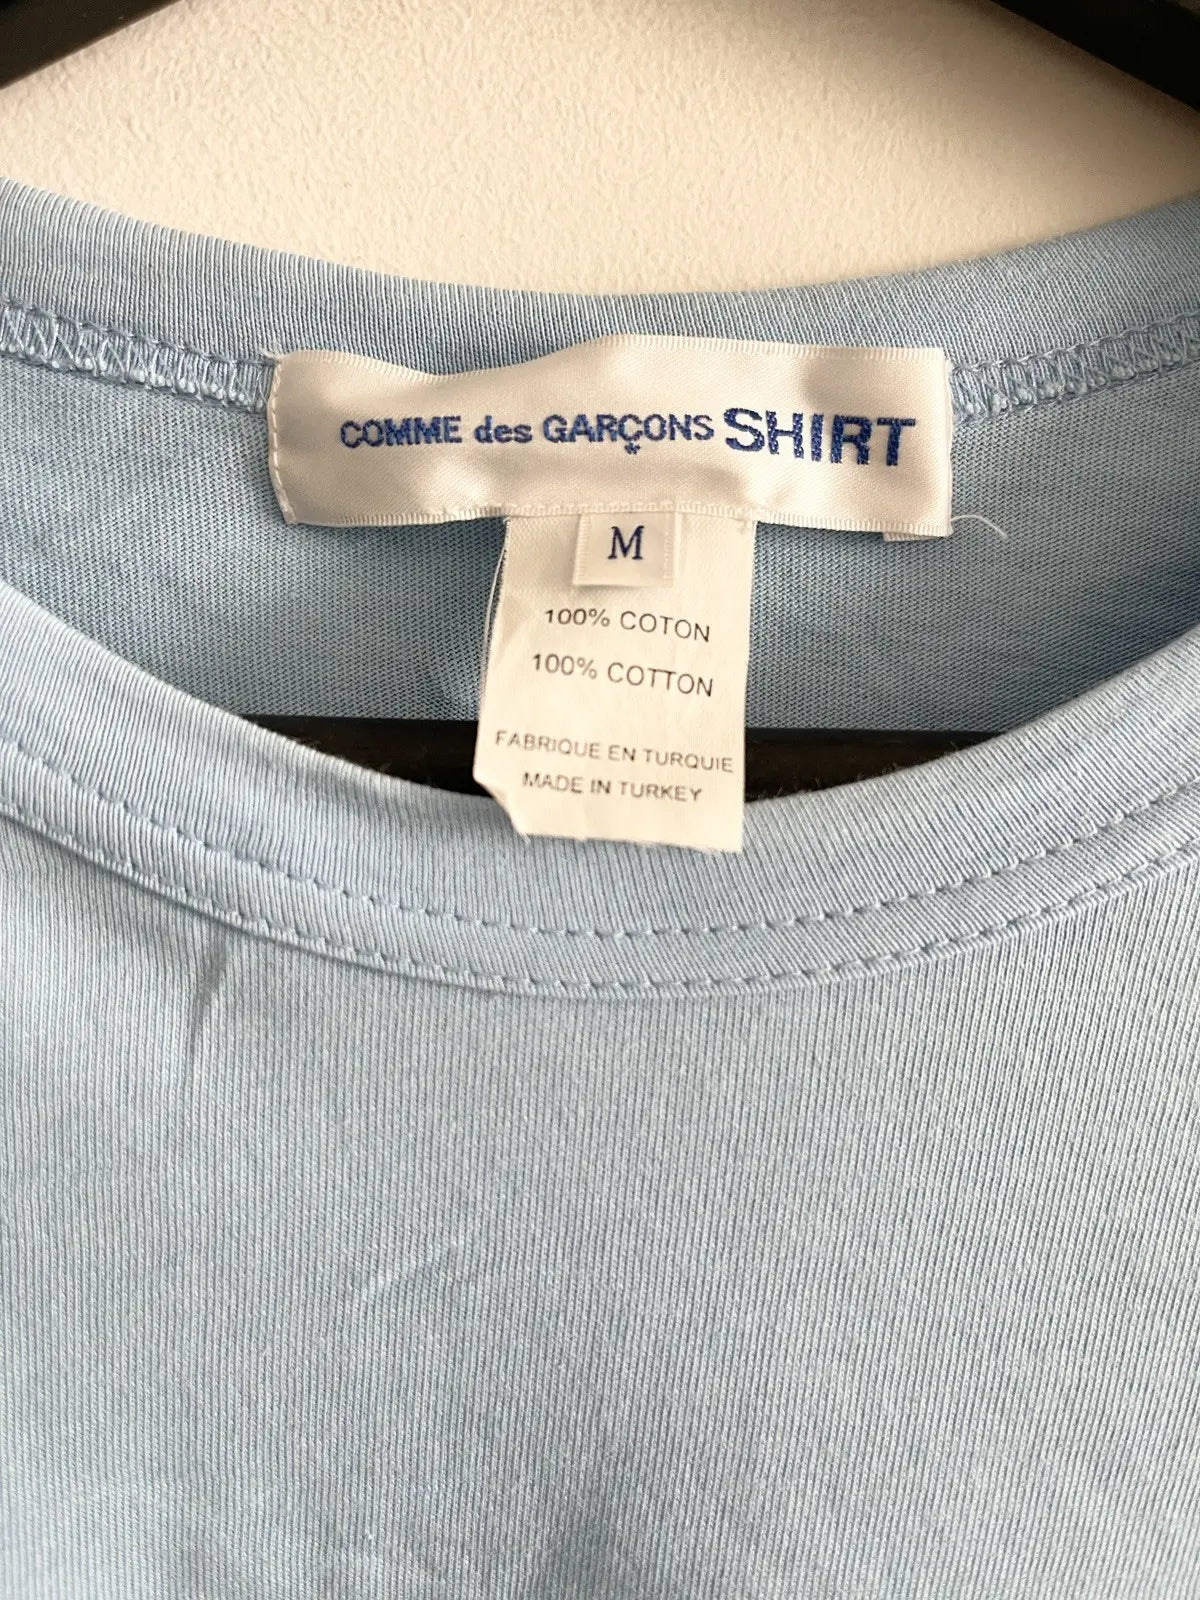 COMME des GARÇONS SHIRT
M
100% COTON
100% COTTON
FABRIQUE EN TURQUIE
MADE IN TURKEY